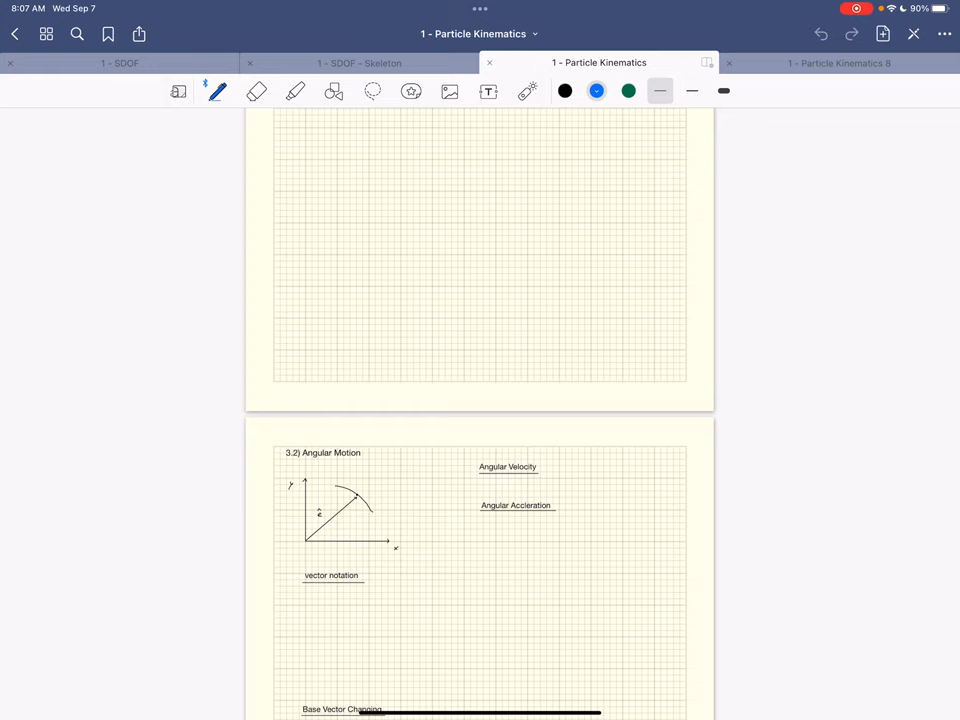 8:07 AM Wed Sep 7
90%
1 - Particle Kinematics
1 - SDOF
1 - SDOF - Skeleton
1 - Particle Kinematics
1 - Particle Kinematics 8
T
3.2) Angular Motion
Angular Velocity
y
Angular Accleration
ê
x
vector notation
Base Vector Changing